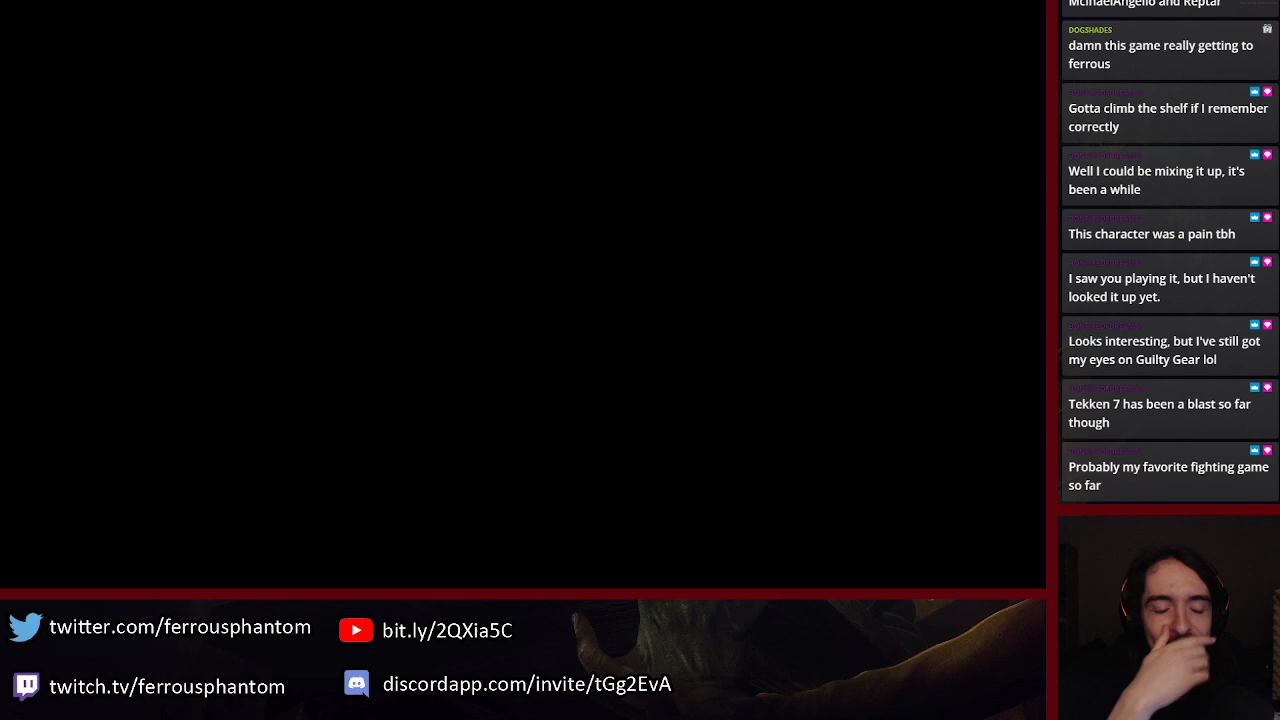 McihaelAngello and Reptar
DOGSHADES
damn this game really getting to
ferrous
Gotta climb the shelf if I remember
correctly
Well I could be mixing it up, it's
been a while
This character was a pain tbh
I saw you playing it, but I haven't
looked it up yet.
Looks interesting, but I've still got
my eyes on Guilty Gear lol
Tekken 7 has been a blast so far
though
Probably my favorite fighting game
so far
twitter.com/ferrousphantom
bit.ly/2QXia5C
twitch.tv/ferrousphantom
discordapp.com/invite/tGg2EvA